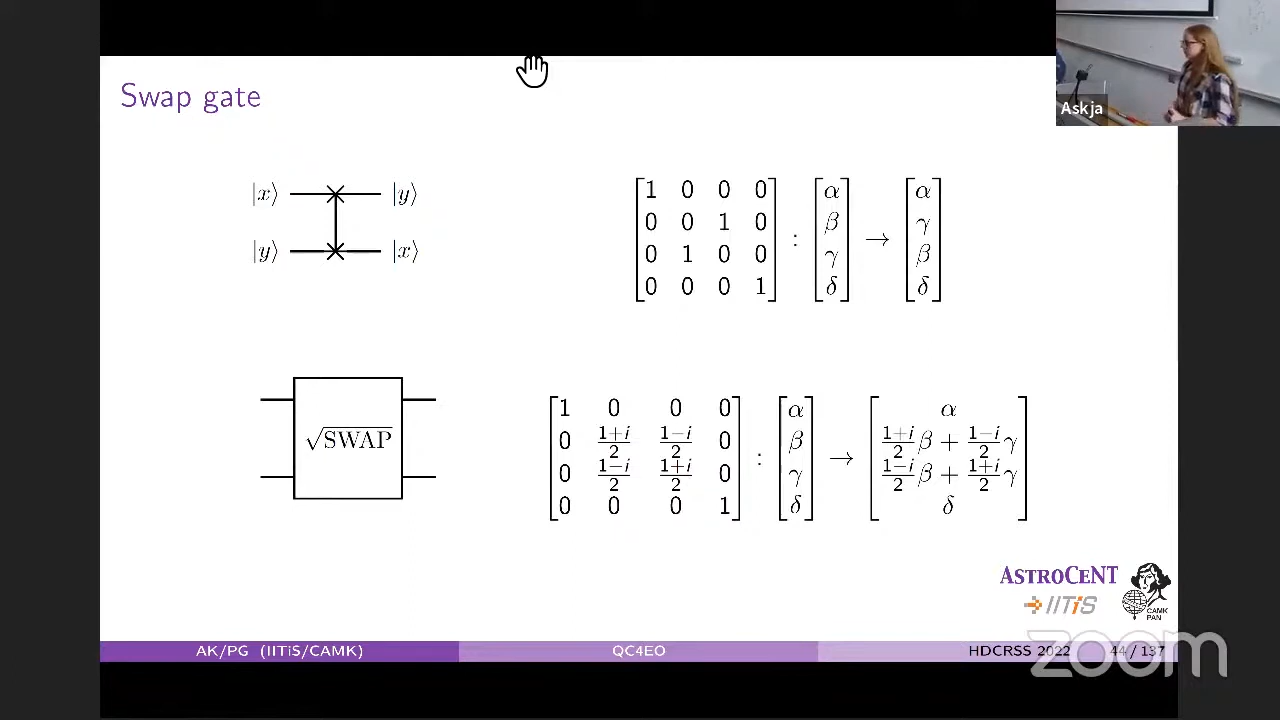 Swap gate
Askja
|x⟩ |y⟩
|y⟩ |x⟩
1 0 0 0 α α
0 0 1 0 β γ
0 1 0 0 : γ → β
0 0 0 1 δ δ
√SWAP
1 0 0 0 α α
0 1+i/2 1−i/2 0 β 1+i/2 β + 1−i/2 γ
0 1−i/2 1+i/2 0 : γ → 1−i/2 β + 1+i/2 γ
0 0 0 1 δ δ
ASTROCENT
IITiS
CAMK
PAN
AK/PG (IITiS/CAMK) QC4EO HDCRSS 2022 44 / 137
zoom